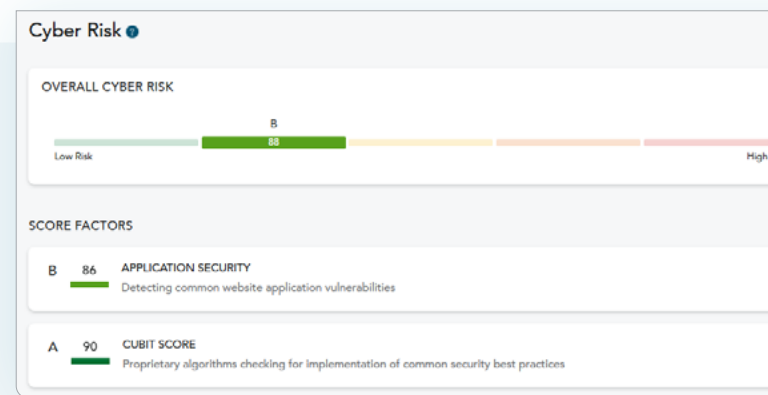 Cyber Risk ?
OVERALL CYBER RISK
B
88
Low Risk
High
SCORE FACTORS
B 86 APPLICATION SECURITY
Detecting common website application vulnerabilities
A 90 CUBIT SCORE
Proprietary algorithms checking for implementation of common security best practices